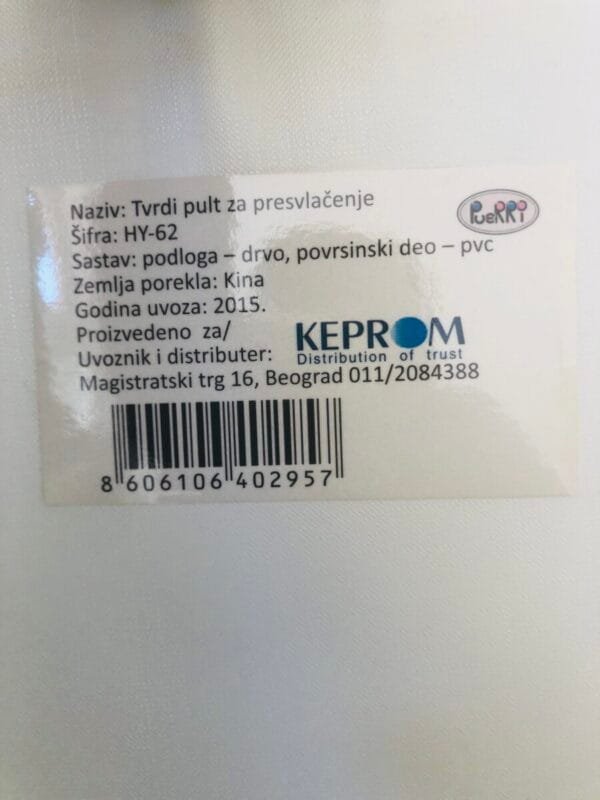 Naziv: Tvrdi pult za presvlačenje
PueRRi
Šifra: HY-62
Sastav: podloga – drvo, povrsinski deo – pvc
Zemlja porekla: Kina
Godina uvoza: 2015.
Proizvedeno za/
KEPROM
Uvoznik i distributer:
Distribution of trust
Magistratski trg 16, Beograd 011/2084388
8 606106 402957